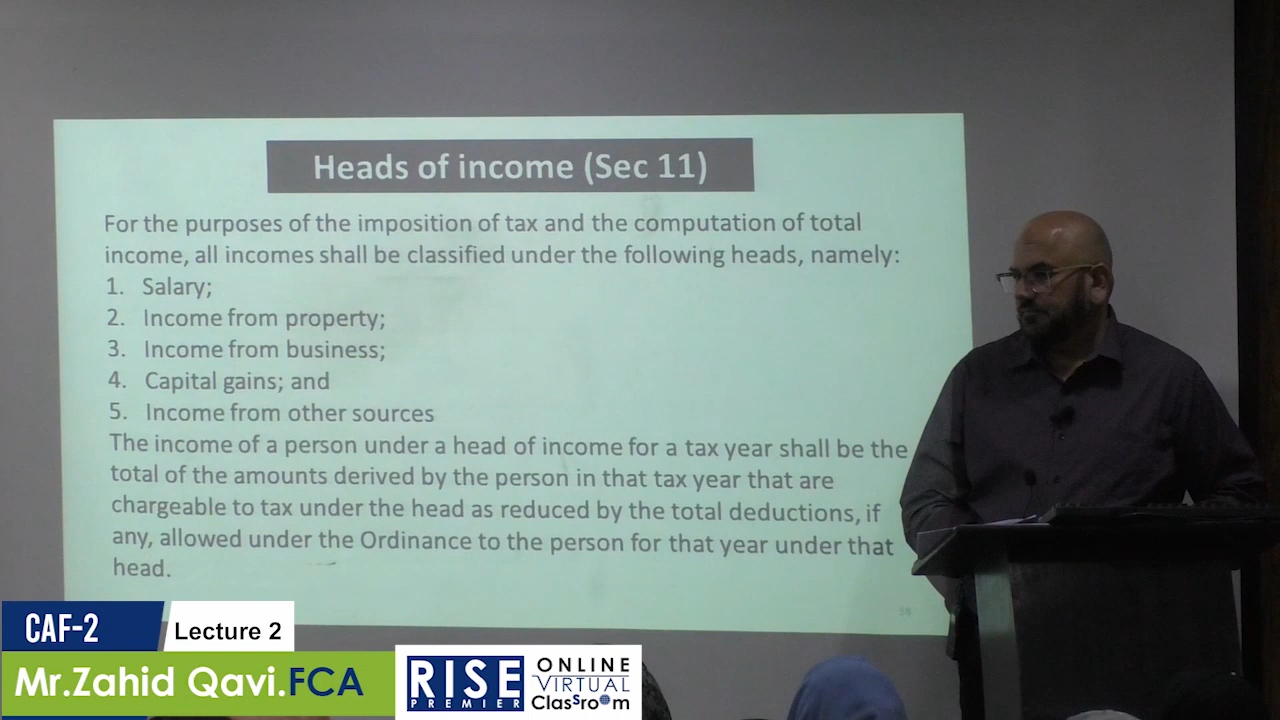 Heads of income (Sec 11)
For the purposes of the imposition of tax and the computation of total
income, all incomes shall be classified under the following heads, namely:
1. Salary;
2. Income from property;
3. Income from business;
4. Capital gains; and
5. Income from other sources
The income of a person under a head of income for a tax year shall be the
total of the amounts derived by the person in that tax year that are
chargeable to tax under the head as reduced by the total deductions, if
any, allowed under the Ordinance to the person for that year under that
head.
38
CAF-2
Lecture 2
Mr.Zahid Qavi.FCA
RISE
PREMIER
ONLINE
VIRTUAL
ClasSroom